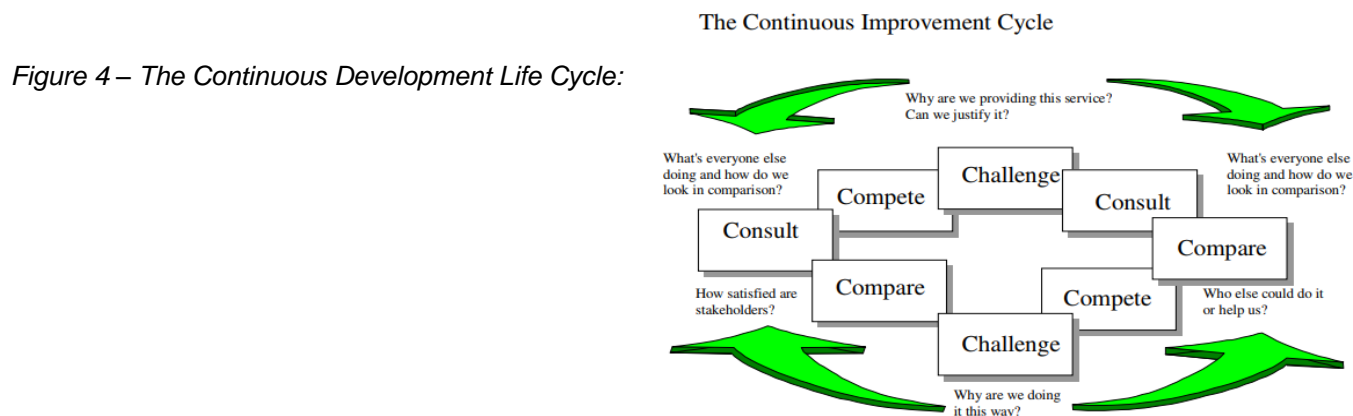 The Continuous Improvement Cycle
Figure 4 – The Continuous Development Life Cycle:
Why are we providing this service?
Can we justify it?
What's everyone else
doing and how do we
look in comparison?
What's everyone else
doing and how do we
look in comparison?
Challenge
Compete
Consult
Consult
Compare
Compare
Compete
How satisfied are
stakeholders?
Who else could do it
or help us?
Challenge
Why are we doing
it this way?